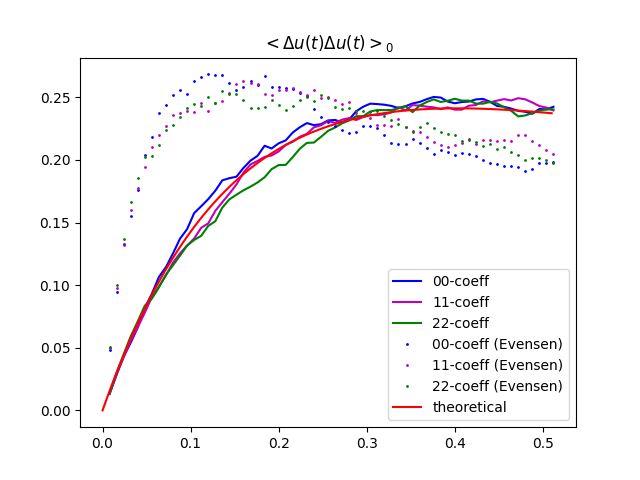 < Δu(t)Δu(t) >₀
0.25
0.20
0.15
0.10
0.05
0.00
0.0 0.1 0.2 0.3 0.4 0.5
00-coeff
11-coeff
22-coeff
00-coeff (Evensen)
11-coeff (Evensen)
22-coeff (Evensen)
theoretical